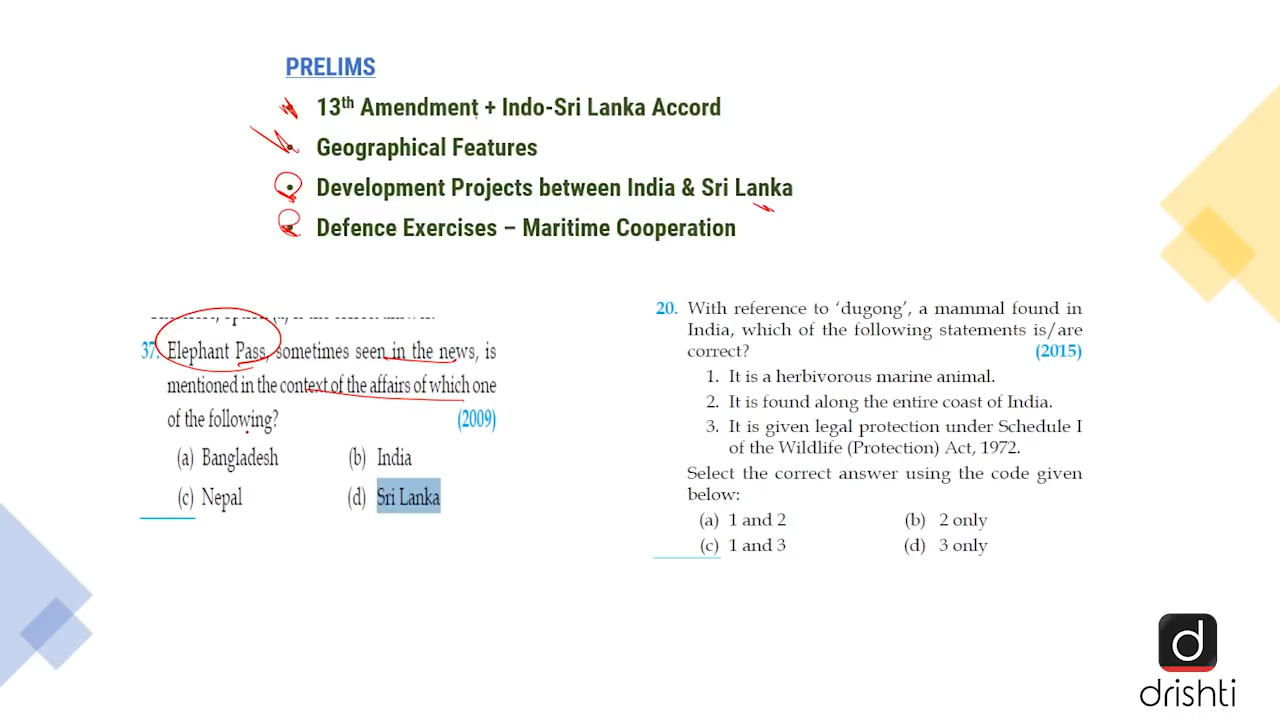 PRELIMS
• 13th Amendment + Indo-Sri Lanka Accord
• Geographical Features
• Development Projects between India & Sri Lanka
• Defence Exercises – Maritime Cooperation
is the correct answer.
37. Elephant Pass, sometimes seen in the news, is
mentioned in the context of the affairs of which one
of the following? (2009)
(a) Bangladesh (b) India
(c) Nepal (d) Sri Lanka
20. With reference to ‘dugong’, a mammal found in
India, which of the following statements is/are
correct? (2015)
1. It is a herbivorous marine animal.
2. It is found along the entire coast of India.
3. It is given legal protection under Schedule I
of the Wildlife (Protection) Act, 1972.
Select the correct answer using the code given
below:
(a) 1 and 2 (b) 2 only
(c) 1 and 3 (d) 3 only
d
drishti